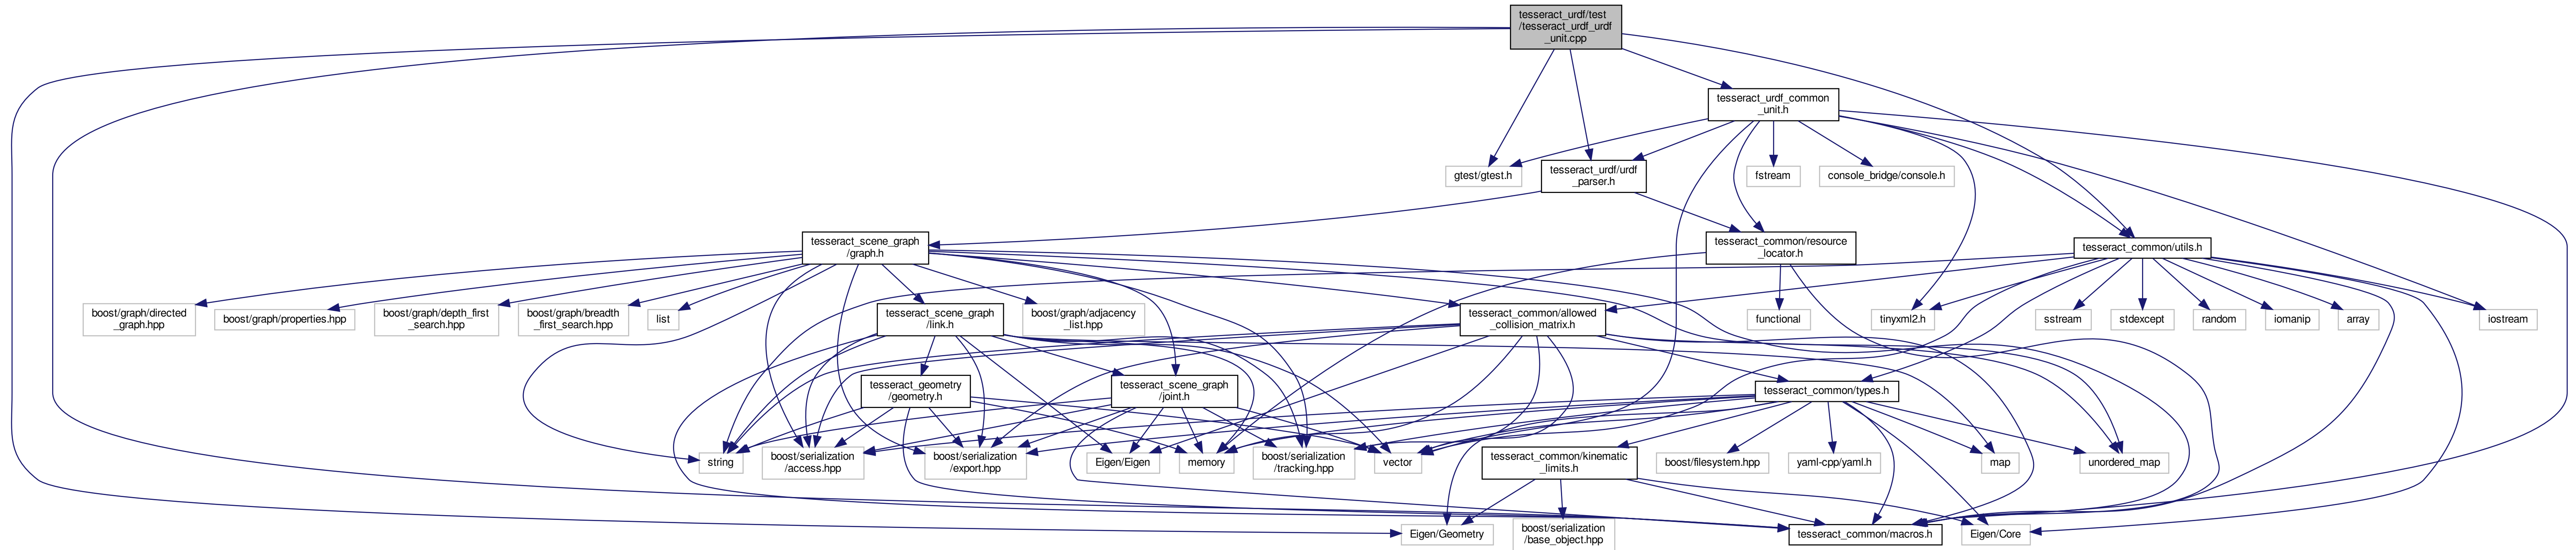 tesseract_urdf/test
/tesseract_urdf_urdf
_unit.cpp
tesseract_urdf_common
_unit.h
gtest/gtest.h
tesseract_urdf/urdf
_parser.h
fstream
console_bridge/console.h
tesseract_scene_graph
/graph.h
tesseract_common/resource
_locator.h
tesseract_common/utils.h
boost/graph/directed
_graph.hpp
boost/graph/properties.hpp
boost/graph/depth_first
_search.hpp
boost/graph/breadth
_first_search.hpp
list
tesseract_scene_graph
/link.h
boost/graph/adjacency
_list.hpp
tesseract_common/allowed
_collision_matrix.h
functional
tinyxml2.h
sstream
stdexcept
random
iomanip
array
iostream
tesseract_geometry
/geometry.h
tesseract_scene_graph
/joint.h
tesseract_common/types.h
string
boost/serialization
/access.hpp
boost/serialization
/export.hpp
Eigen/Eigen
memory
boost/serialization
/tracking.hpp
vector
tesseract_common/kinematic
_limits.h
boost/filesystem.hpp
yaml-cpp/yaml.h
map
unordered_map
Eigen/Geometry
boost/serialization
/base_object.hpp
tesseract_common/macros.h
Eigen/Core